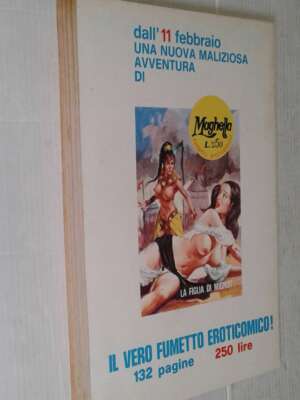 dall'11 febbraio
UNA NUOVA MALIZIOSA
AVVENTURA
DI
Maghella
L.250
LA FIGLIA DI
IL VERO FUMETTO EROTICOMICO!
132 pagine 250 lire